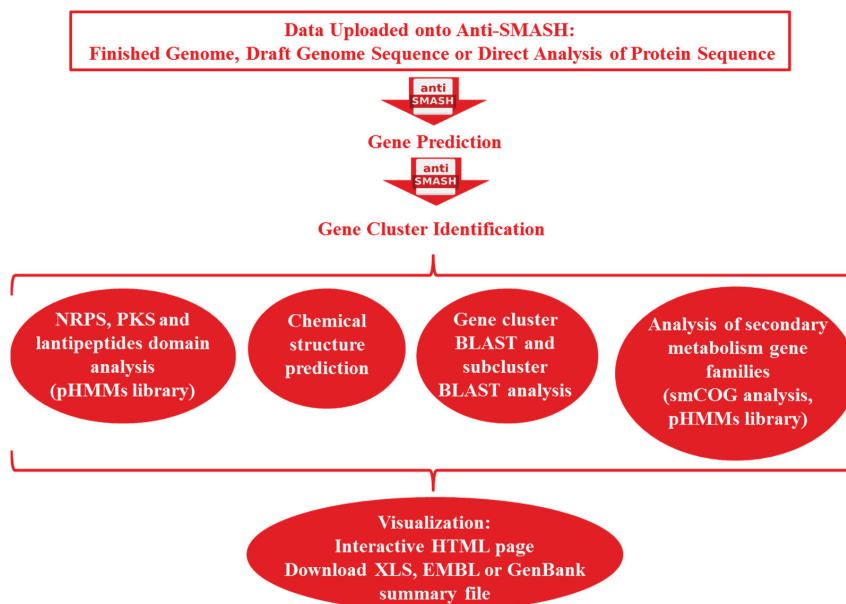 Data Uploaded onto Anti-SMASH:
Finished Genome, Draft Genome Sequence or Direct Analysis of Protein Sequence
anti
SMASH
Gene Prediction
anti
SMASH
Gene Cluster Identification
NRPS, PKS and
lantipeptides domain
analysis
(pHMMs library)
Chemical
structure
prediction
Gene cluster
BLAST and
subcluster
BLAST analysis
Analysis of secondary
metabolism gene
families
(smCOG analysis,
pHMMs library)
Visualization:
Interactive HTML page
Download XLS, EMBL or GenBank
summary file